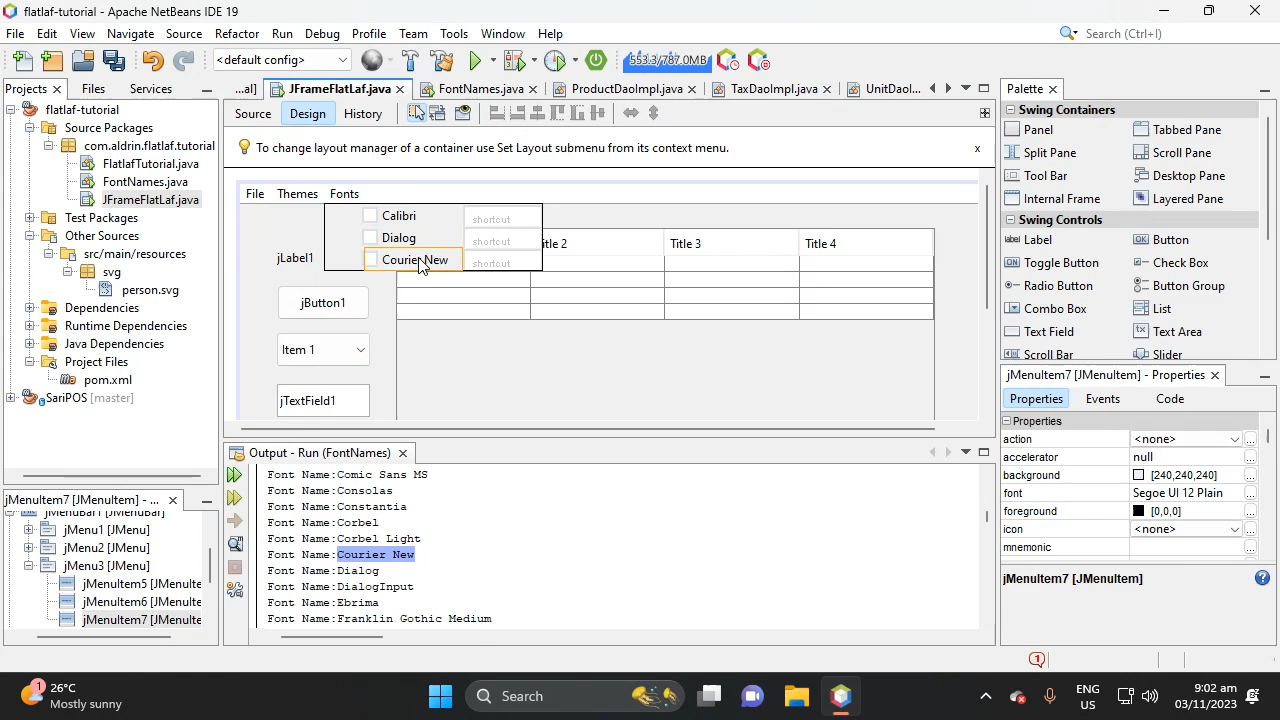 flatlaf-tutorial - Apache NetBeans IDE 19
File Edit View Navigate Source Refactor Run Debug Profile Team Tools Window Help
Search (Ctrl+I)
<default config>
553.3/787.0MB
Projects Files Services
...al] JFrameFlatLaf.java FontNames.java ProductDaoImpl.java TaxDaoImpl.java UnitDaol...
Source Design History
To change layout manager of a container use Set Layout submenu from its context menu. x
flatlaf-tutorial
Source Packages
com.aldrin.flatlaf.tutorial
FlatlafTutorial.java
FontNames.java
JFrameFlatLaf.java
Test Packages
Other Sources
src/main/resources
svg
person.svg
Dependencies
Runtime Dependencies
Java Dependencies
Project Files
pom.xml
SariPOS [master]
File Themes Fonts
Calibri shortcut
Dialog shortcut
Courier New shortcut
itle 2 Title 3 Title 4
jLabel1
jButton1
Item 1
jTextField1
Palette
Swing Containers
Panel Tabbed Pane
Split Pane Scroll Pane
Tool Bar Desktop Pane
Internal Frame Layered Pane
Swing Controls
label Label OK Button
Toggle Button Check Box
Radio Button Button Group
Combo Box List
Text Field Text Area
Scroll Bar Slider
jMenuItem7 [JMenuItem] - Properties
Properties Events Code
Properties
action <none>
accelerator null
background [240,240,240]
font Segoe UI 12 Plain
foreground [0,0,0]
icon <none>
mnemonic
jMenuItem7 [JMenuItem]
jMenuItem7 [JMenuItem] - ...
jMenuBar1 [JMenuBar]
jMenu1 [JMenu]
jMenu2 [JMenu]
jMenu3 [JMenu]
jMenuItem5 [JMenuIte
jMenuItem6 [JMenuIte
jMenuItem7 [JMenuIte
Output - Run (FontNames)
Font Name:Comic Sans MS
Font Name:Consolas
Font Name:Constantia
Font Name:Corbel
Font Name:Corbel Light
Font Name:Courier New
Font Name:Dialog
Font Name:DialogInput
Font Name:Ebrima
Font Name:Franklin Gothic Medium
1
26°C
Mostly sunny
Search
ENG
US
9:02 am
03/11/2023